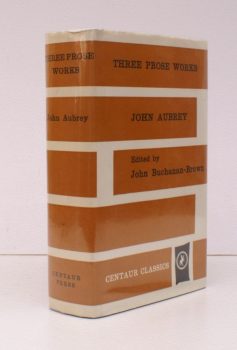 THREE PROSE
WORKS
John Aubrey
CENTAUR
PRESS
THREE PROSE WORKS
JOHN AUBREY
Edited by
John Buchanan-Brown
CENTAUR CLASSICS